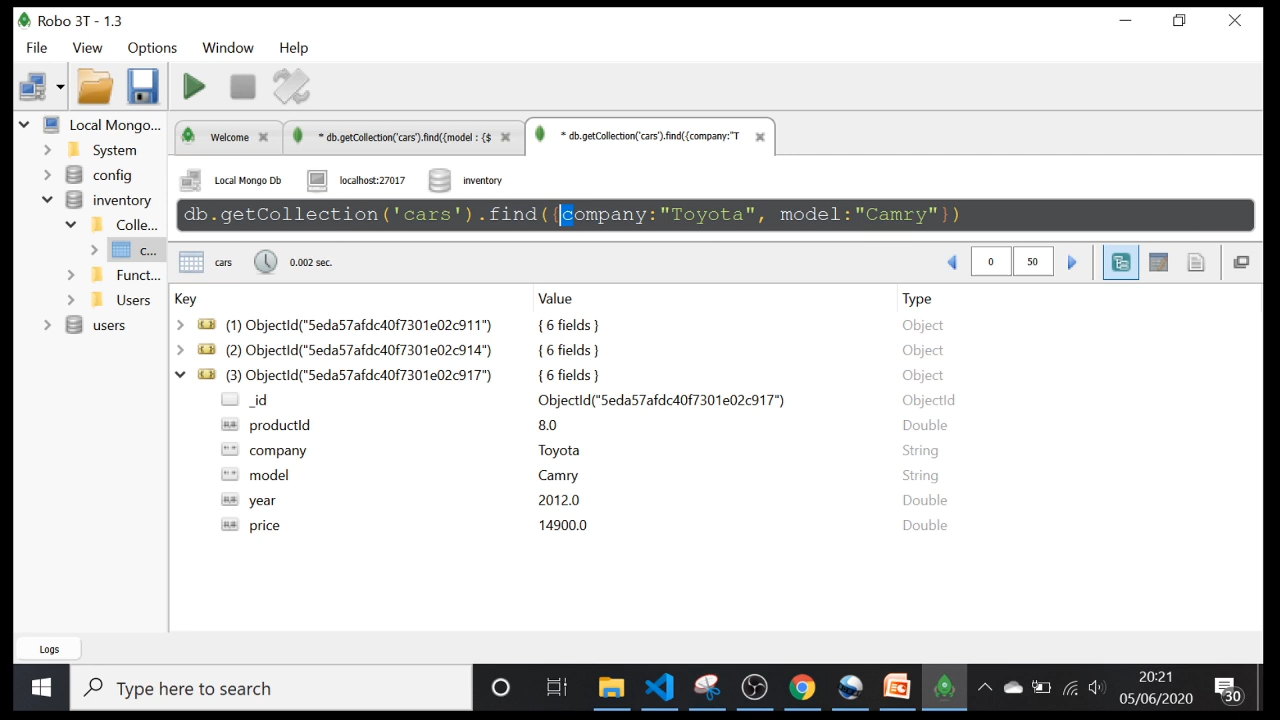 Robo 3T - 1.3
File View Options Window Help
Local Mongo...
System
config
inventory
Colle...
c...
Funct...
Users
users
Welcome
* db.getCollection('cars').find({model : {$
* db.getCollection('cars').find({company:"T
Local Mongo Db localhost:27017 inventory
db.getCollection('cars').find({company:"Toyota", model:"Camry"})
cars 0.002 sec. 0 50
Key Value Type
(1) ObjectId("5eda57afdc40f7301e02c911") { 6 fields } Object
(2) ObjectId("5eda57afdc40f7301e02c914") { 6 fields } Object
(3) ObjectId("5eda57afdc40f7301e02c917") { 6 fields } Object
_id ObjectId("5eda57afdc40f7301e02c917") ObjectId
productId 8.0 Double
company Toyota String
model Camry String
year 2012.0 Double
price 14900.0 Double
Logs
Type here to search
20:21
05/06/2020
30